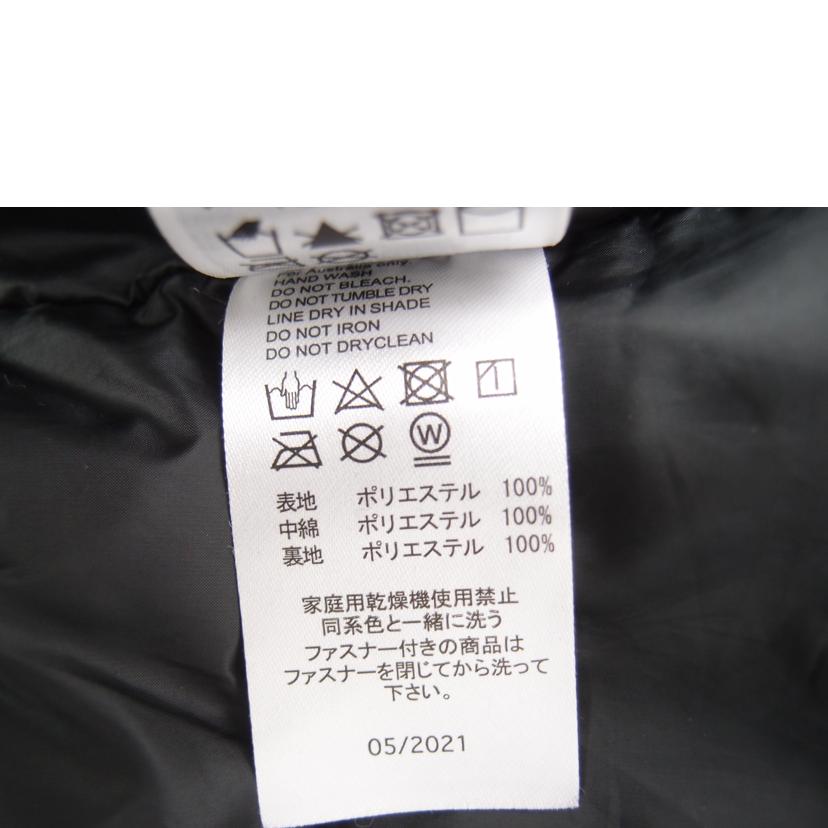 For Australia only.
HAND WASH
DO NOT BLEACH.
DO NOT TUMBLE DRY
LINE DRY IN SHADE
DO NOT IRON
DO NOT DRYCLEAN
W
表地 ポリエステル 100%
中綿 ポリエステル 100%
裏地 ポリエステル 100%
家庭用乾燥機使用禁止
同系色と一緒に洗う
ファスナー付きの商品は
ファスナーを閉じてから洗って
下さい。
05/2021